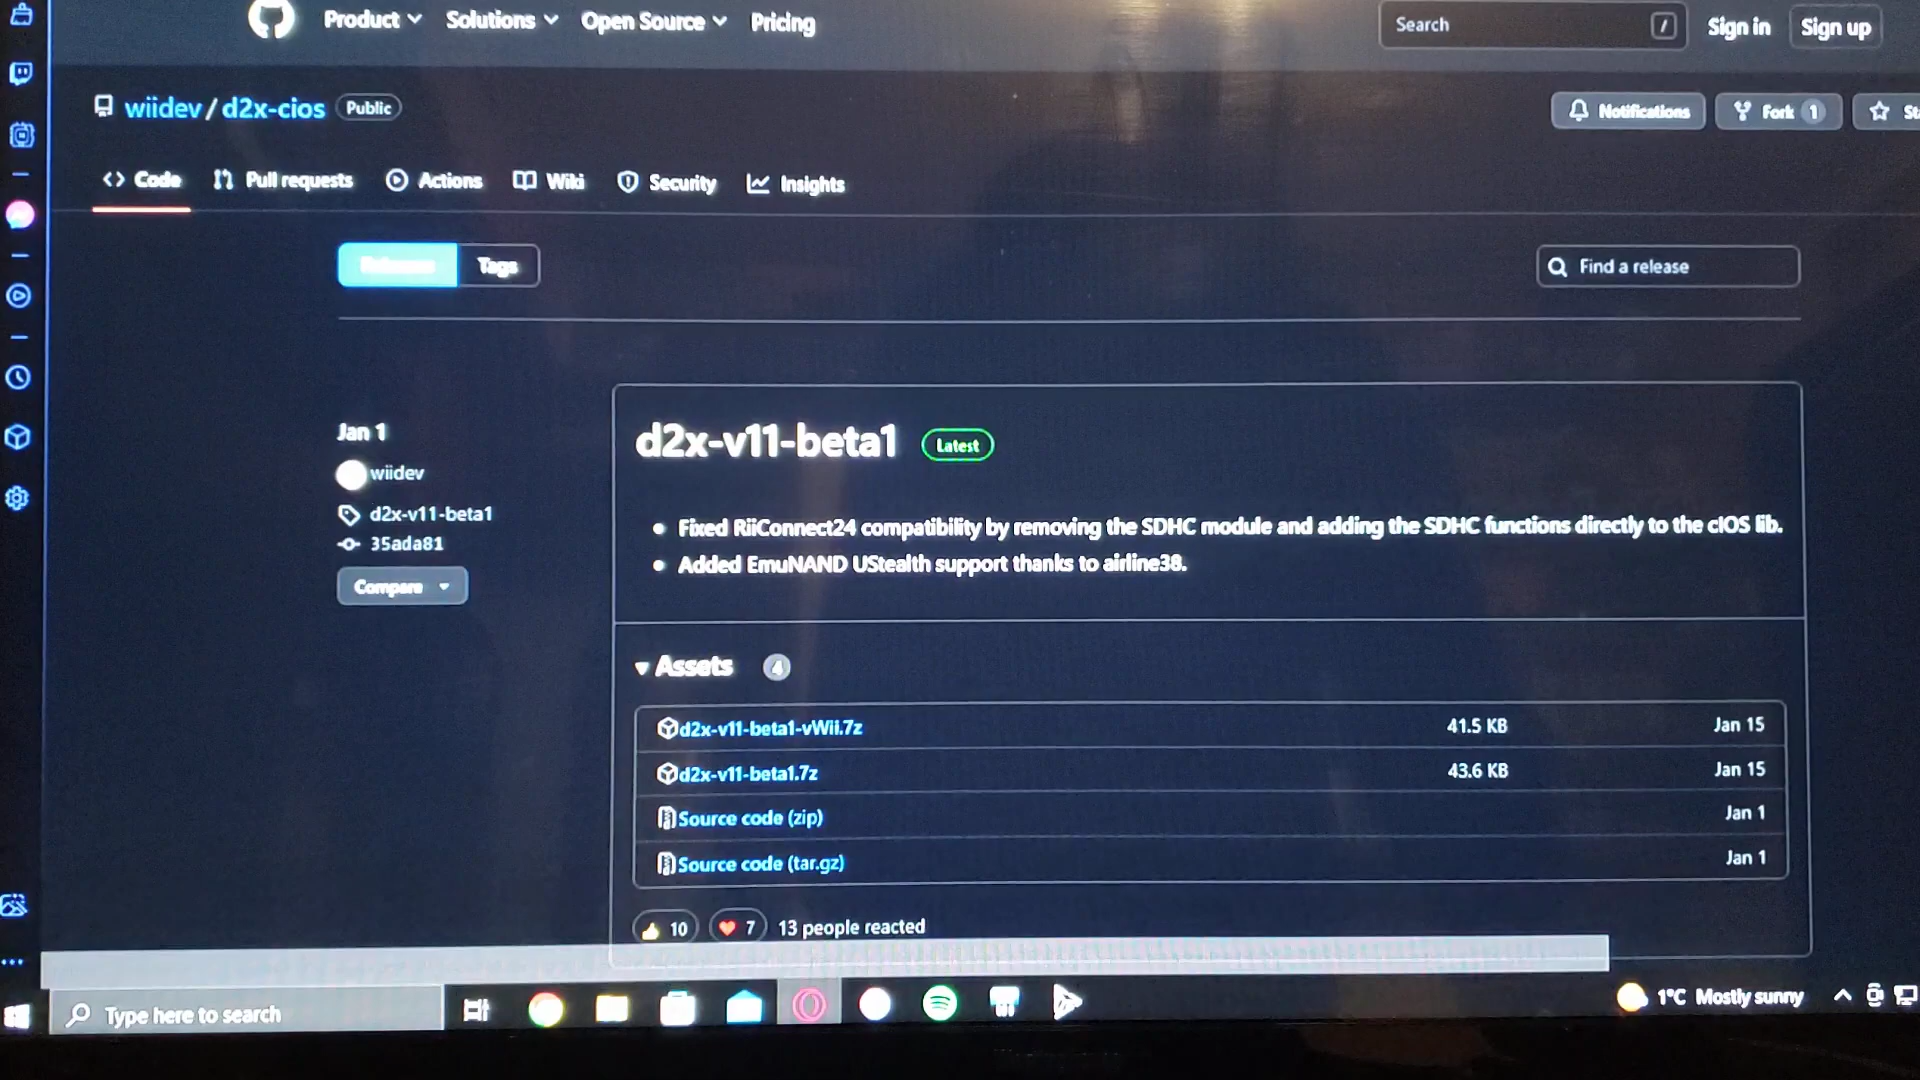 Product Solutions Open Source Pricing Search / Sign in Sign up
wiidev / d2x-cios Public Notifications Fork 1
Code Pull requests Actions Wiki Security Insights
Releases Tags Find a release
Jan 1
wiidev
d2x-v11-beta1
35ada81
Compare
d2x-v11-beta1 Latest
Fixed RiiConnect24 compatibility by removing the SDHC module and adding the SDHC functions directly to the cIOS lib.
Added EmuNAND UStealth support thanks to airline38.
Assets 4
d2x-v11-beta1-vWii.7z 41.5 KB Jan 15
d2x-v11-beta1.7z 43.6 KB Jan 15
Source code (zip) Jan 1
Source code (tar.gz) Jan 1
10 7 13 people reacted
Type here to search 1°C Mostly sunny